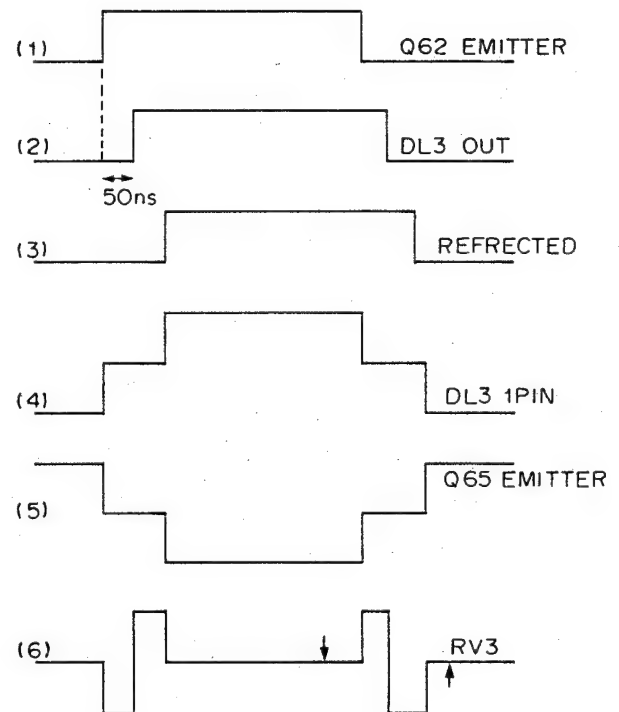 (1) Q62 EMITTER
(2) DL3 OUT
50ns
(3) REFRECTED
(4) DL3 1PIN
(5) Q65 EMITTER
(6) RV3